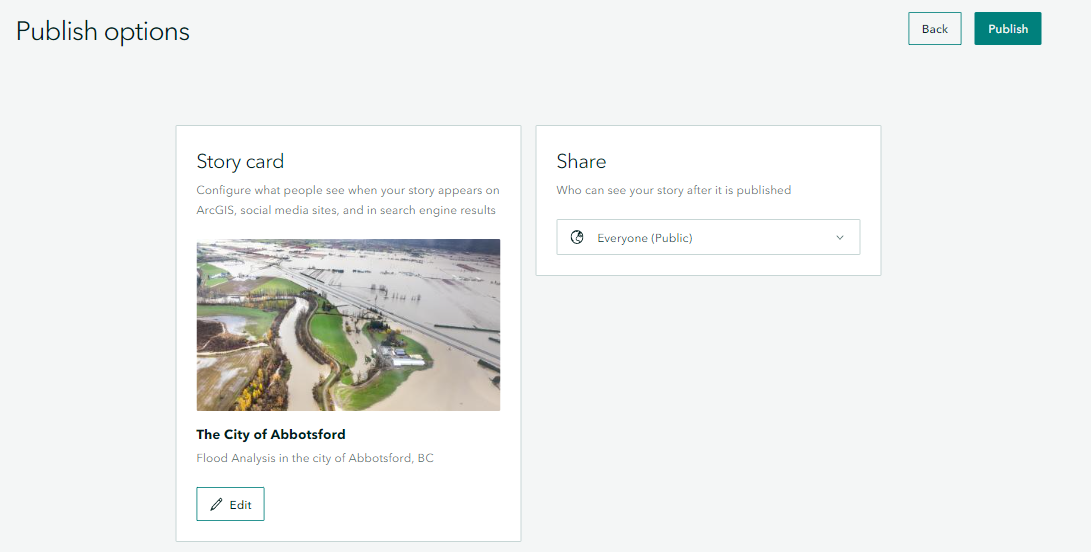 Publish options
Back
Publish
Story card
Configure what people see when your story appears on
ArcGIS, social media sites, and in search engine results
The City of Abbotsford
Flood Analysis in the city of Abbotsford, BC
Edit
Share
Who can see your story after it is published
Everyone (Public)